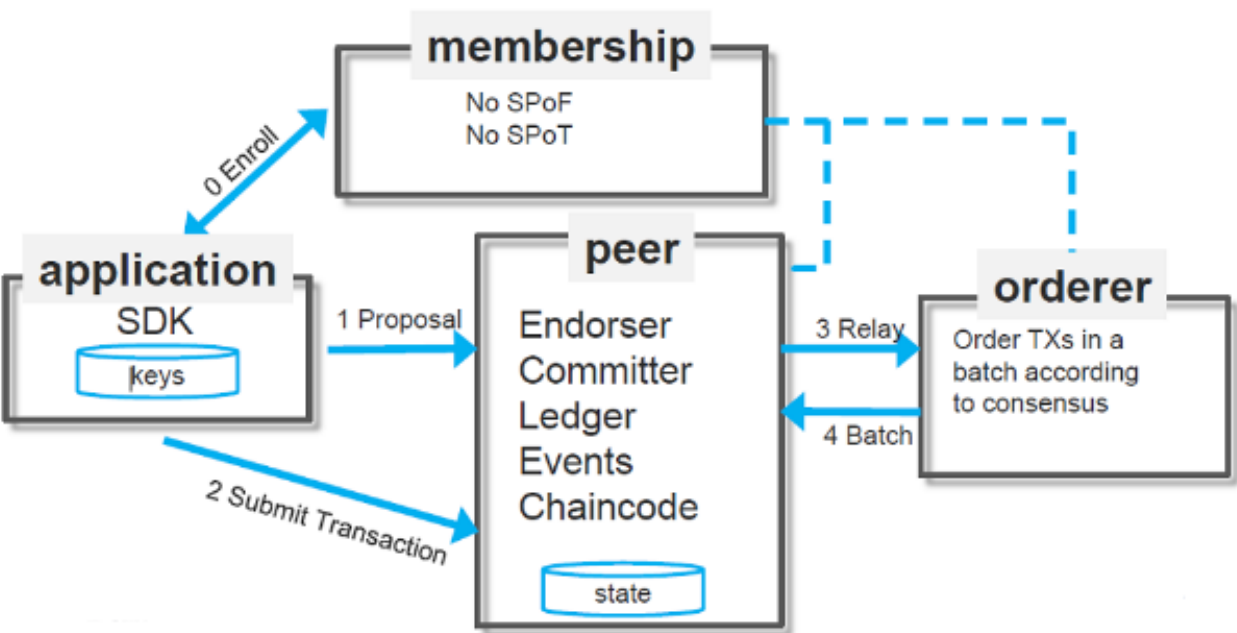 membership
No SPoF
No SPoT
0 Enroll
application
SDK
keys
1 Proposal
2 Submit Transaction
peer
Endorser
Committer
Ledger
Events
Chaincode
state
3 Relay
4 Batch
orderer
Order TXs in a
batch according
to consensus